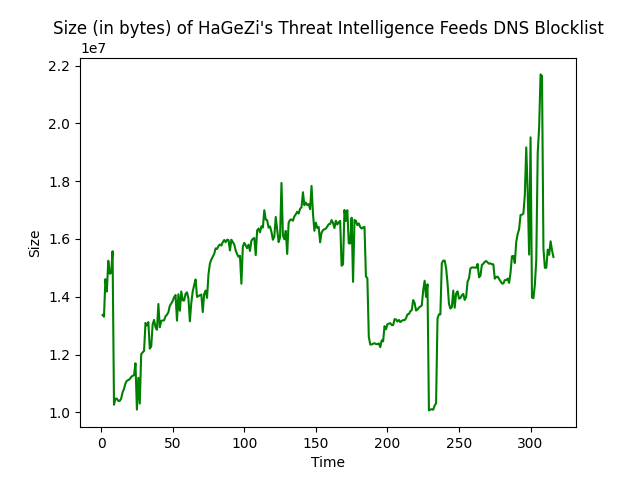 Size (in bytes) of HaGeZi's Threat Intelligence Feeds DNS Blocklist
1e7
2.2
2.0
1.8
1.6
1.4
1.2
1.0
Size
0 50 100 150 200 250 300
Time